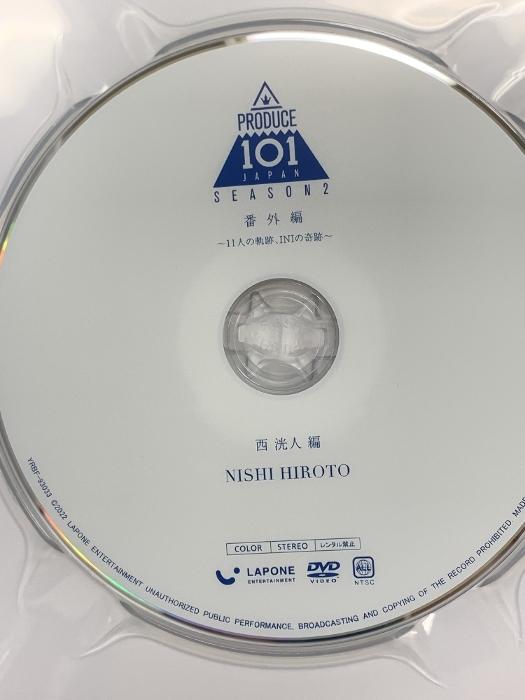 PRODUCE
101
JAPAN
SEASON2
番外編
～11人の軌跡、INIの奇跡～
西 洸人 編
NISHI HIROTO
COLOR STEREO レンタル禁止
LAPONE
ENTERTAINMENT
DVD
VIDEO
ALL
NTSC
YRBF-93033 ©2022 LAPONE ENTERTAINMENT UNAUTHORIZED PUBLIC PERFORMANCE, BROADCASTING AND COPYING OF THE RECORD PROHIBITED. MADE